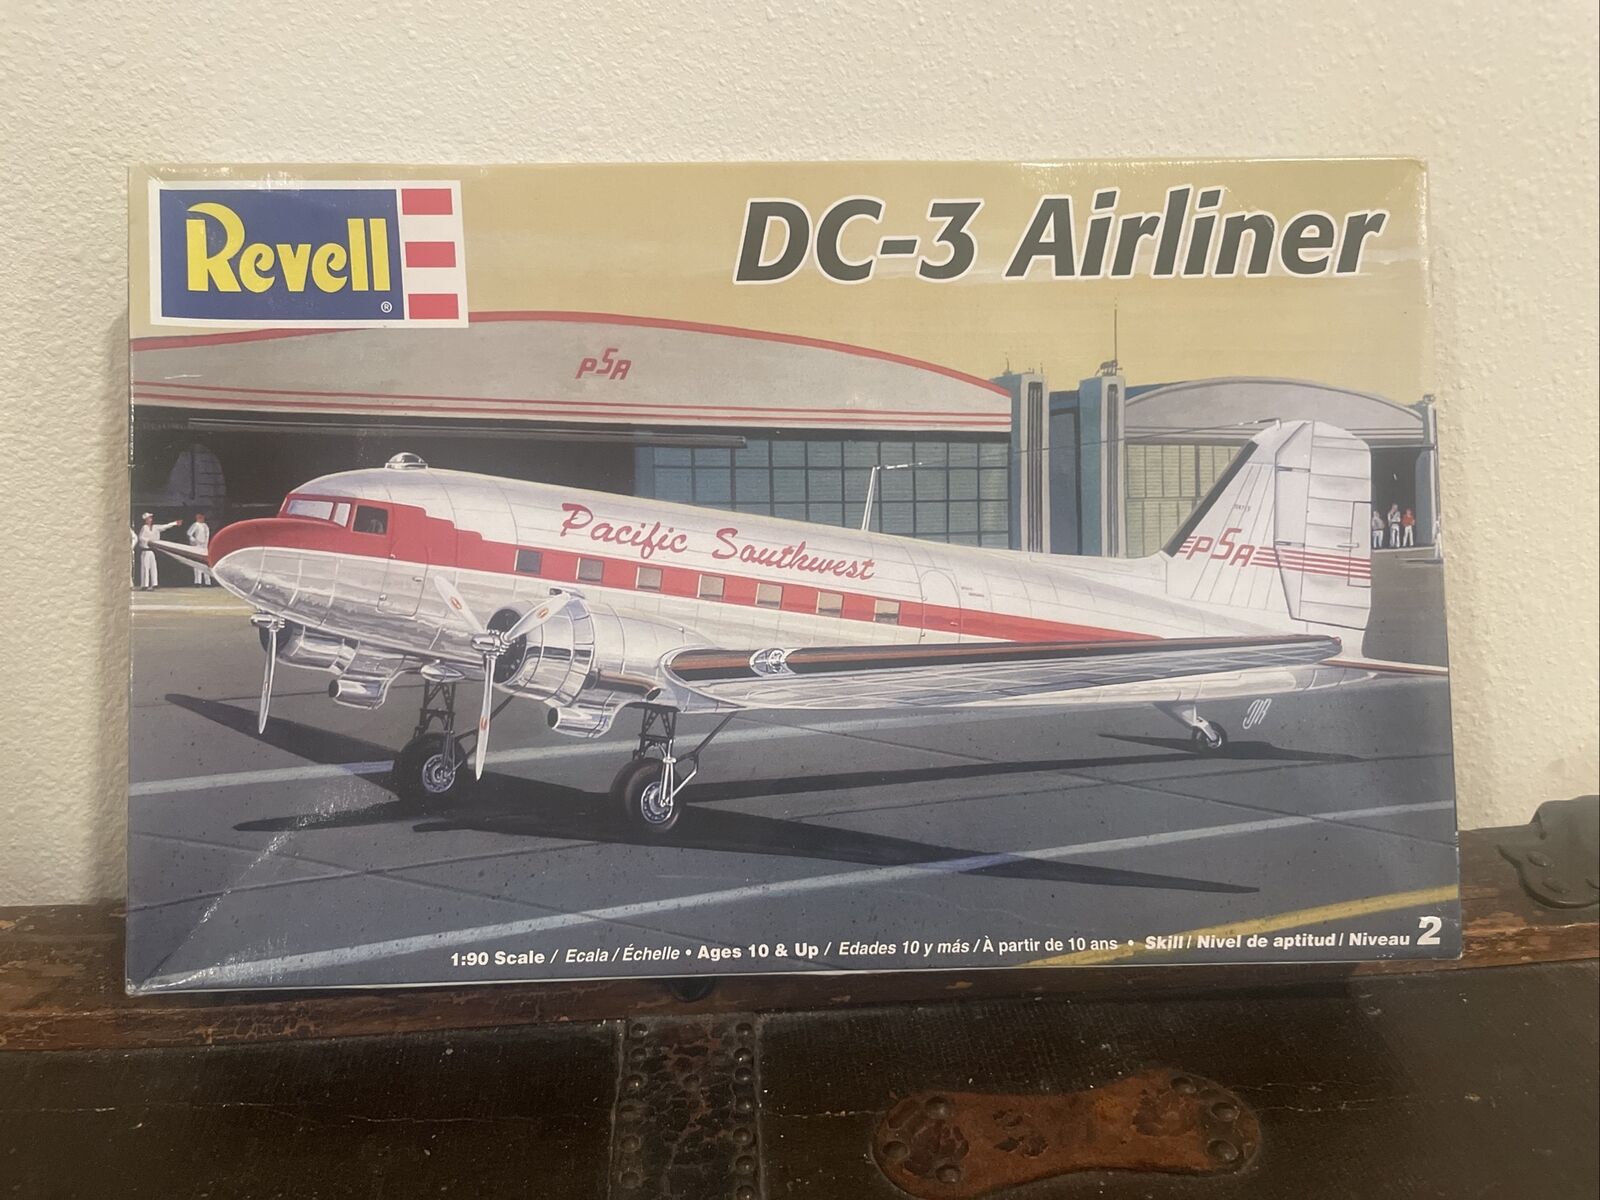 Revell®
DC-3 Airliner
PSA
Pacific Southwest
PSA
1:90 Scale / Ecala / Échelle • Ages 10 & Up / Edades 10 y más / À partir de 10 ans • Skill / Nivel de aptitud / Niveau 2